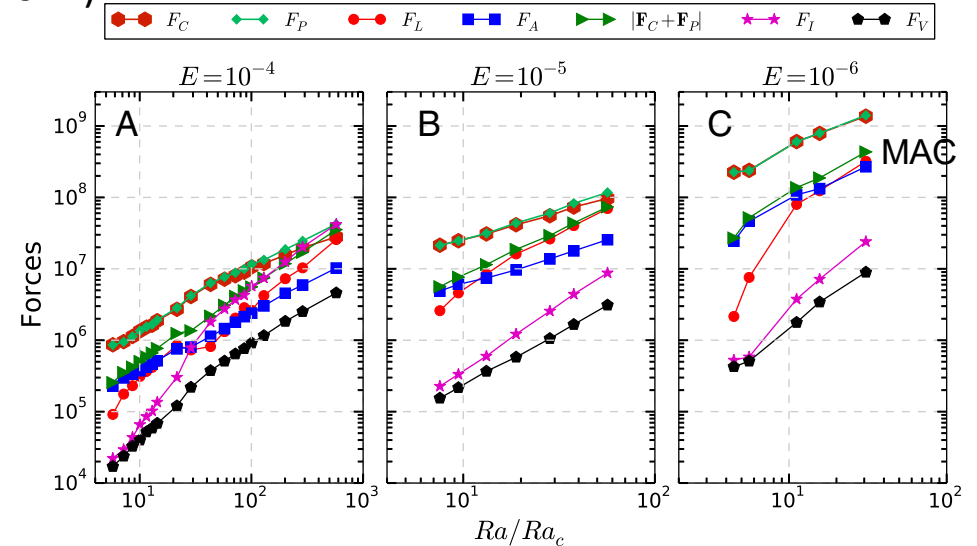 F_C F_P F_L F_A |F_C+F_P| F_I F_V
E=10^{-4} E=10^{-5} E=10^{-6}
A B C
MAC
Forces
10^9
10^8
10^7
10^6
10^5
10^4
10^1 10^2 10^3 10^1 10^2 10^1 10^2
Ra/Ra_c